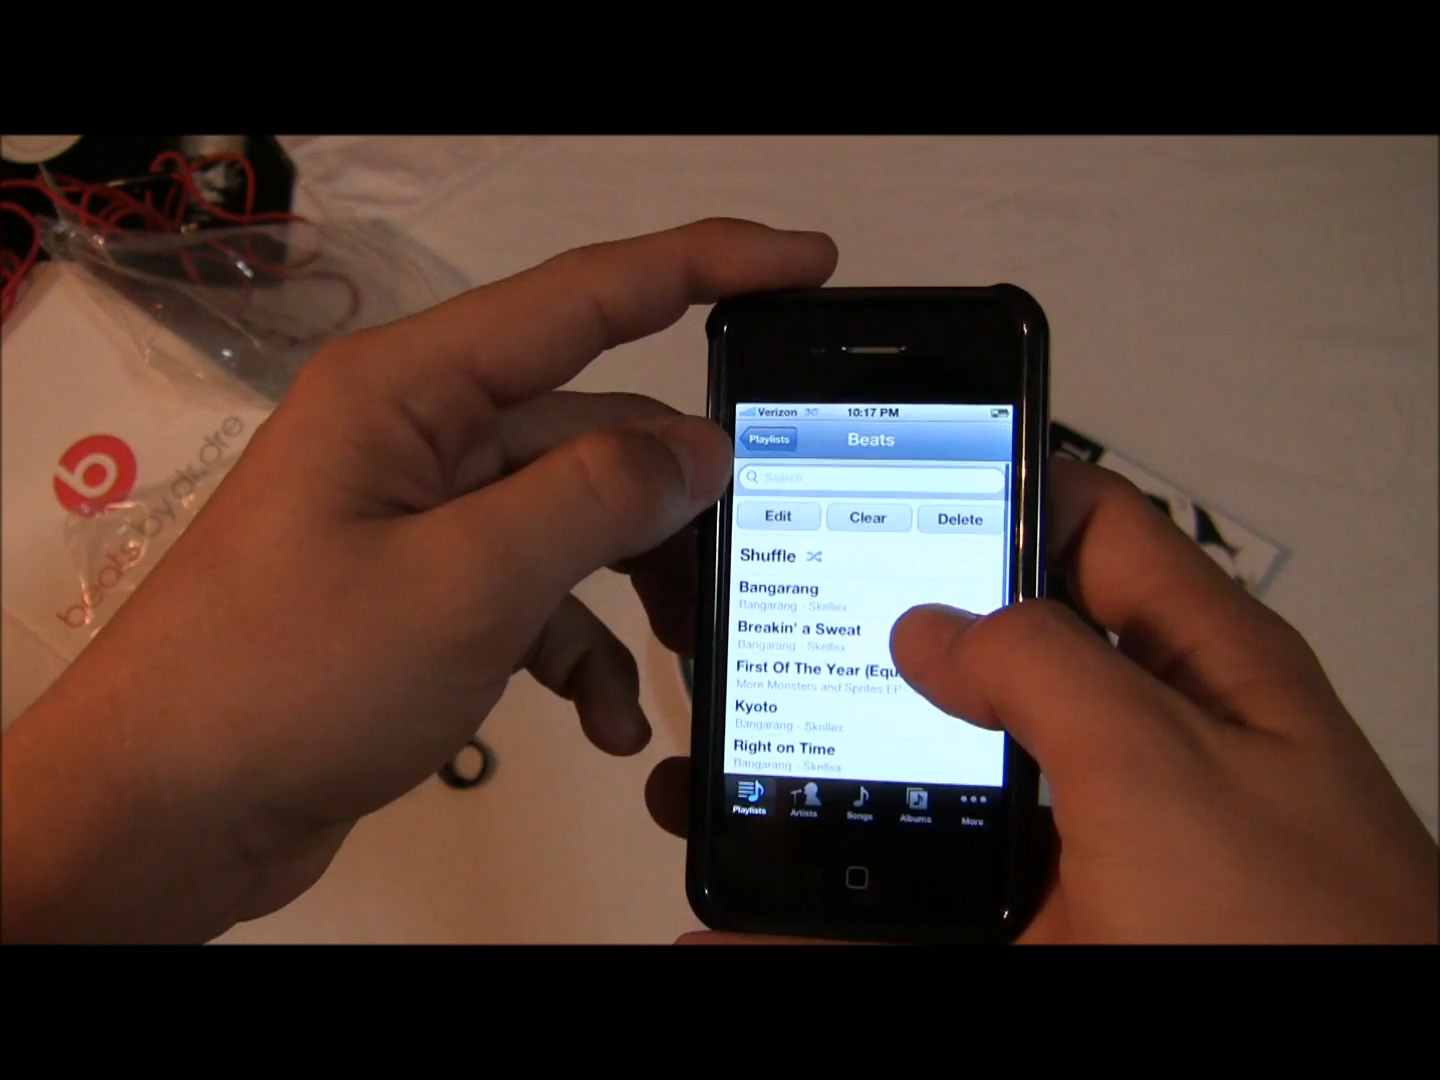 Verizon 3G 10:17 PM
Playlists Beats
Search
Edit Clear Delete
Shuffle
Bangarang
Bangarang - Skrillex
Breakin' a Sweat
Bangarang - Skrillex
First Of The Year (Equ
More Monsters and Sprites EP
Kyoto
Bangarang - Skrillex
Right on Time
Bangarang - Skrillex
Playlists Artists Songs Albums More
b
beats by dr. dre